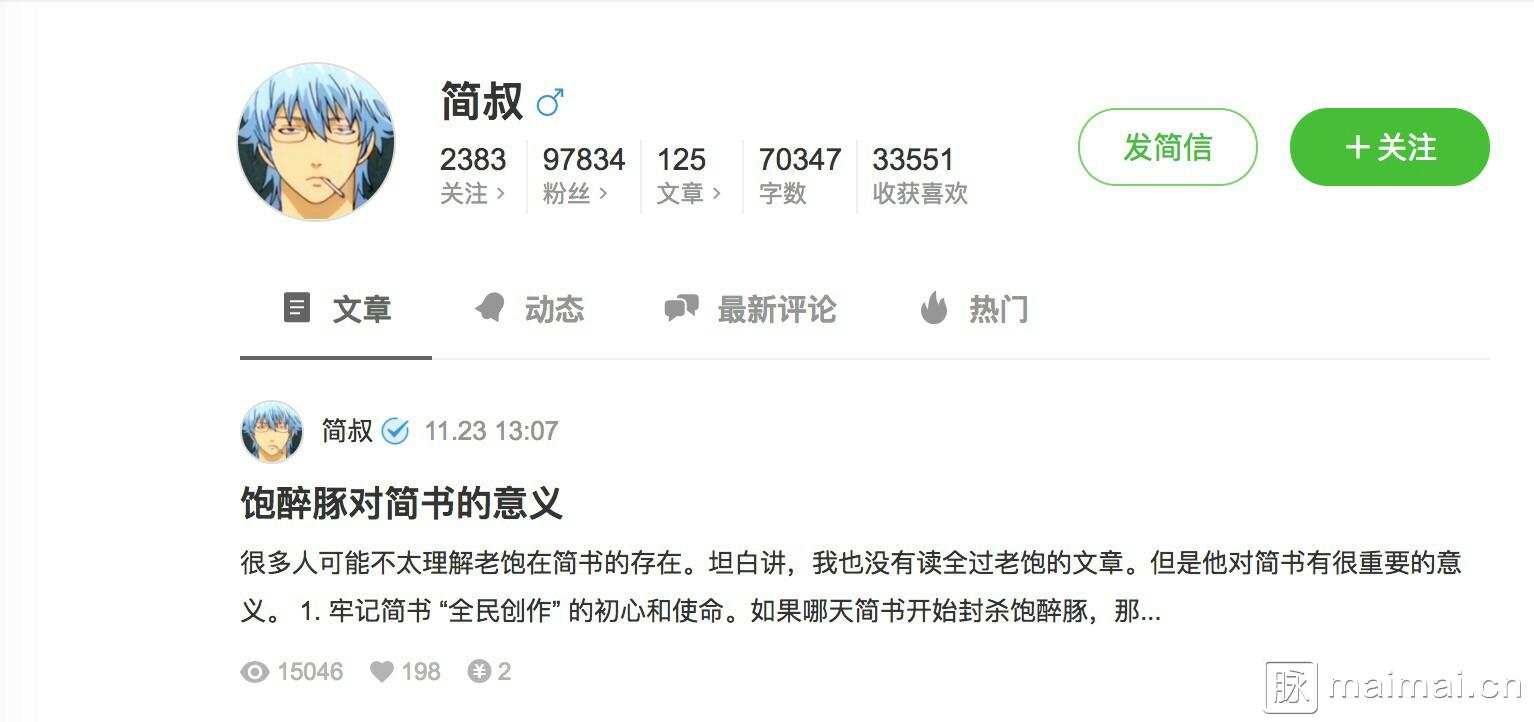 简叔
2383 97834 125 70347 33551
关注 粉丝 文章 字数 收获喜欢
发简信 +关注
文章 动态 最新评论 热门
简叔 11.23 13:07
饱醉豚对简书的意义
很多人可能不太理解老饱在简书的存在。坦白讲，我也没有读全过老饱的文章。但是他对简书有很重要的意
义。 1. 牢记简书 “全民创作” 的初心和使命。如果哪天简书开始封杀饱醉豚，那...
15046 198 2
脉 maimai.cn